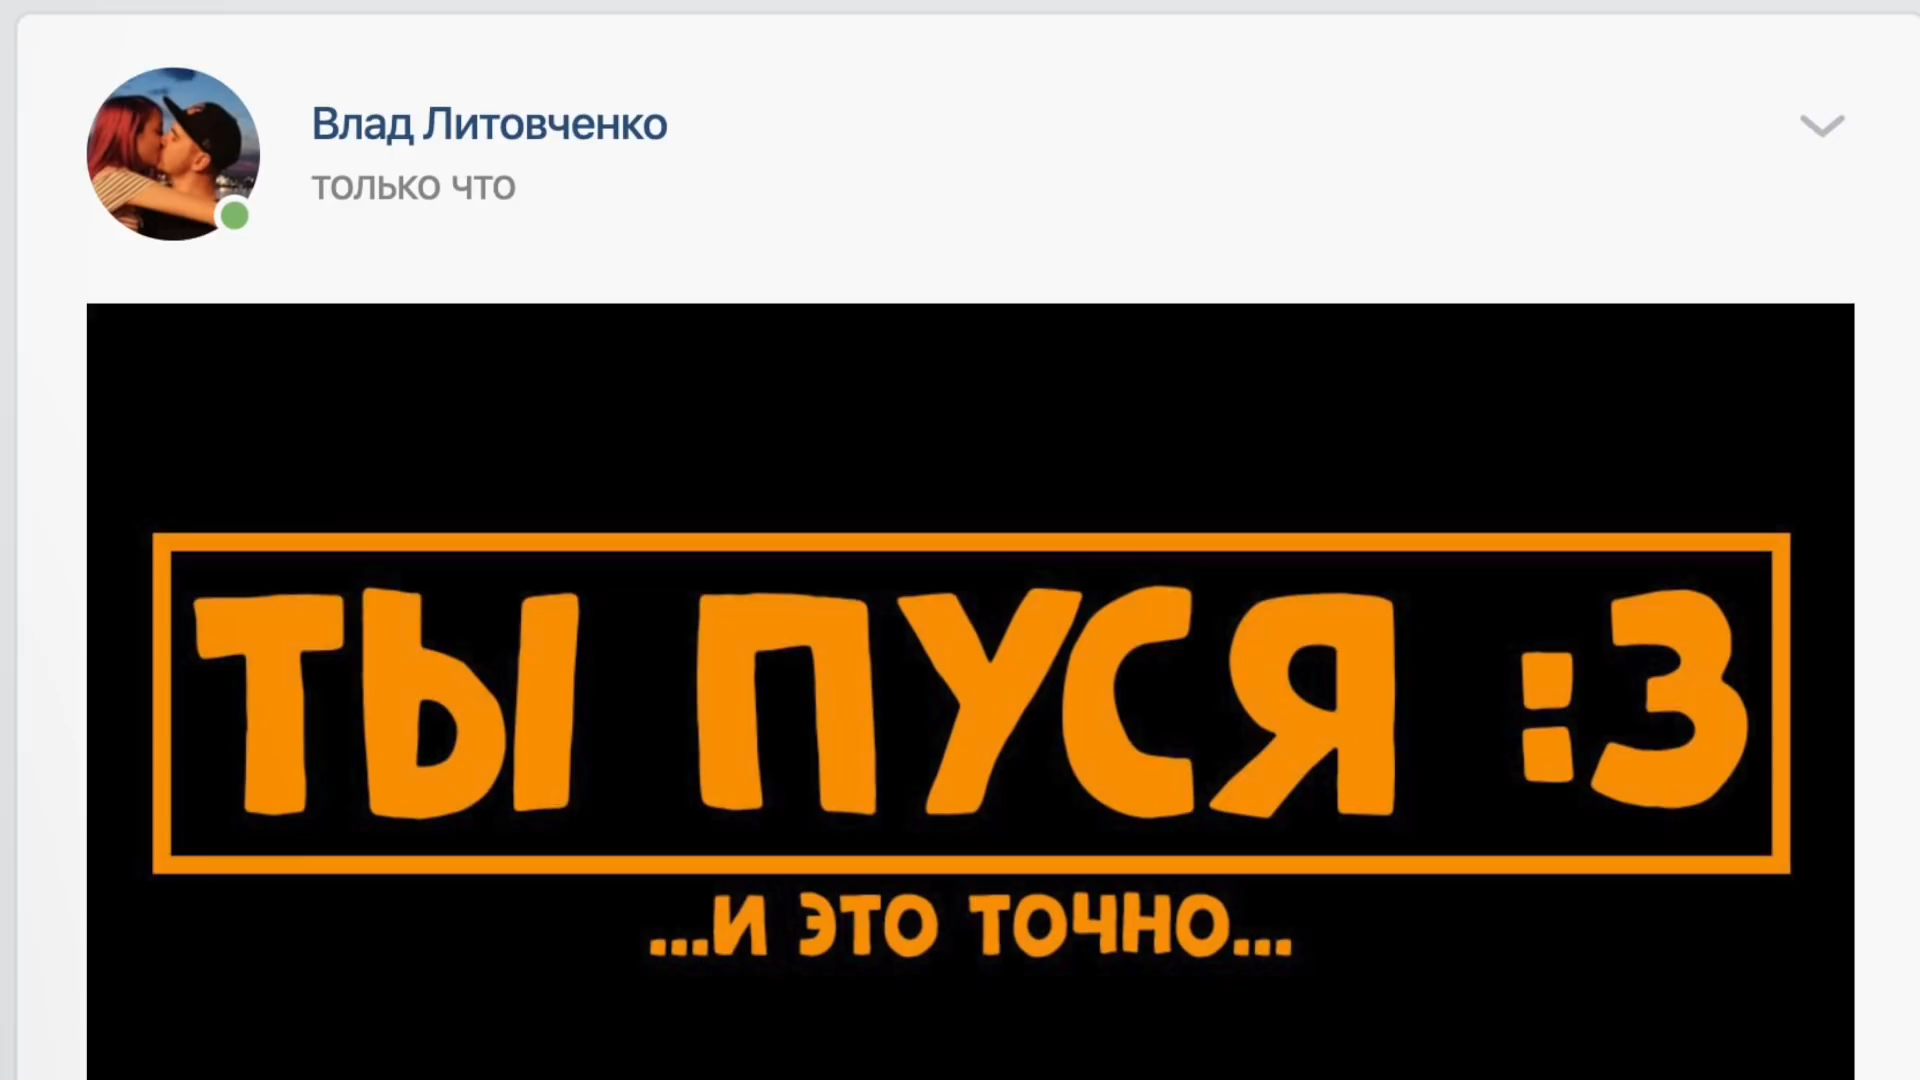 Влад Литовченко
только что
ТЫ ПУСЯ :3
...И ЭТО ТОЧНО...